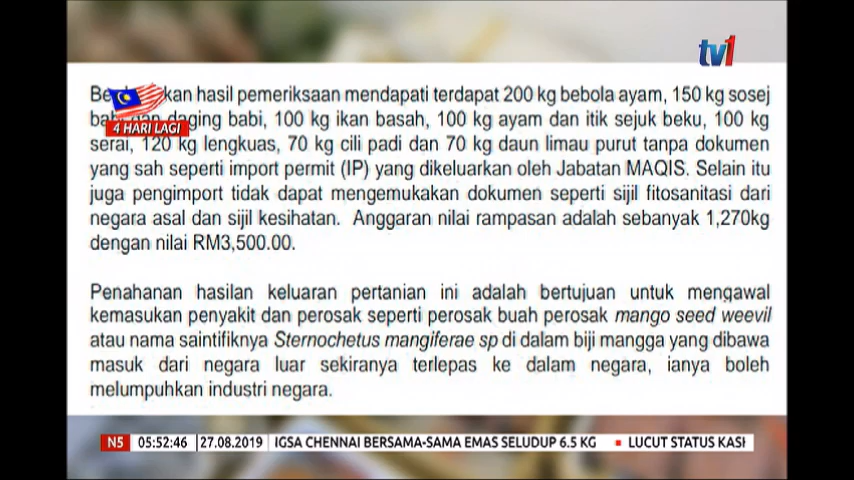 tv1
kan hasil pemeriksaan mendapati terdapat 200 kg bebola ayam, 150 kg sosej
daging babi, 100 kg ikan basah, 100 kg ayam dan itik sejuk beku, 100 kg
4 HARI LAGI
serai, 120 kg lengkuas, 70 kg cili padi dan 70 kg daun limau purut tanpa dokumen
yang sah seperti import permit (IP) yang dikeluarkan oleh Jabatan MAQIS. Selain itu
juga pengimport tidak dapat mengemukakan dokumen seperti sijil fitosanitasi dari
negara asal dan sijil kesihatan. Anggaran nilai rampasan adalah sebanyak 1,270kg
dengan nilai RM3,500.00.
Penahanan hasilan keluaran pertanian ini adalah bertujuan untuk mengawal
kemasukan penyakit dan perosak seperti perosak buah perosak mango seed weevil
atau nama saintifiknya Sternochetus mangiferae sp di dalam biji mangga yang dibawa
masuk dari negara luar sekiranya terlepas ke dalam negara, ianya boleh
melumpuhkan industri negara.
N5 05:52:46 27.08.2019 IGSA CHENNAI BERSAMA-SAMA EMAS SELUDUP 6.5 KG ▪ LUCUT STATUS KASI